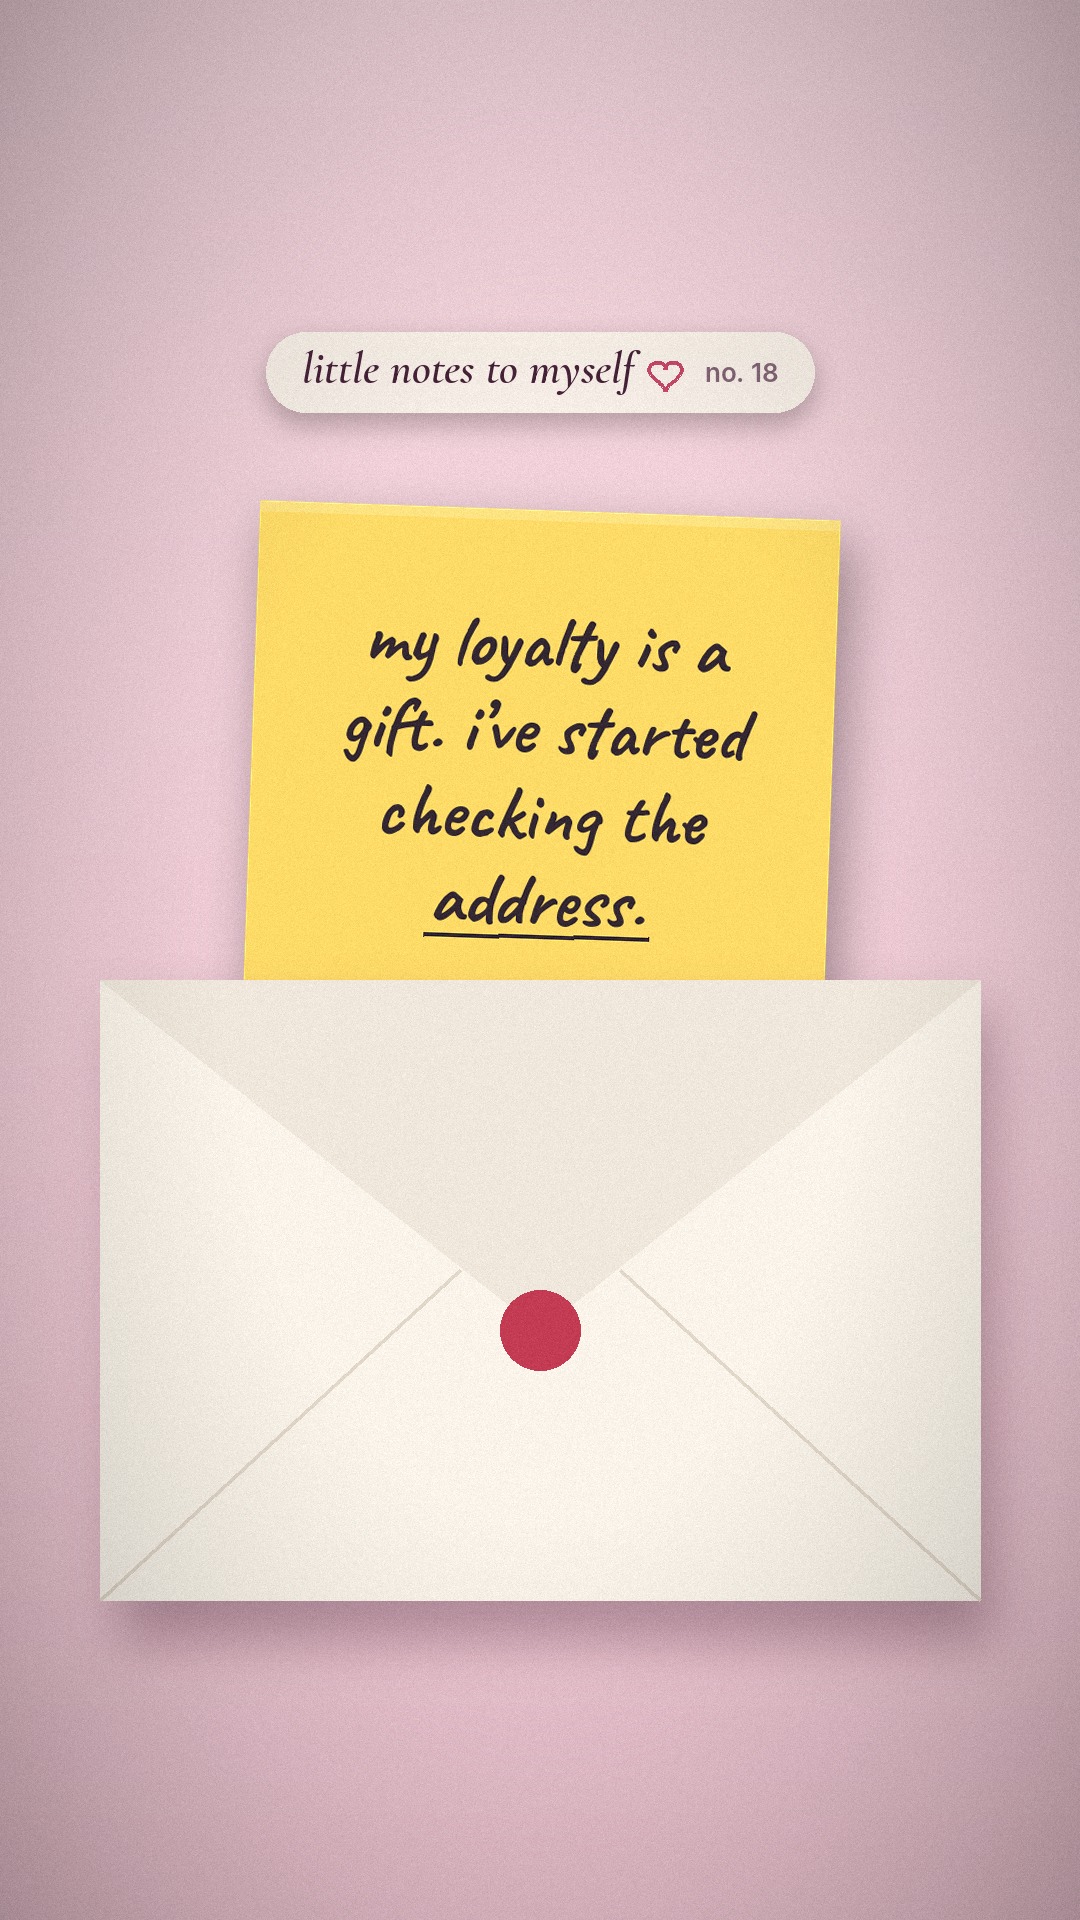 little notes to myself ♡ no. 18
my loyalty is a
gift. i’ve started
checking the
address.